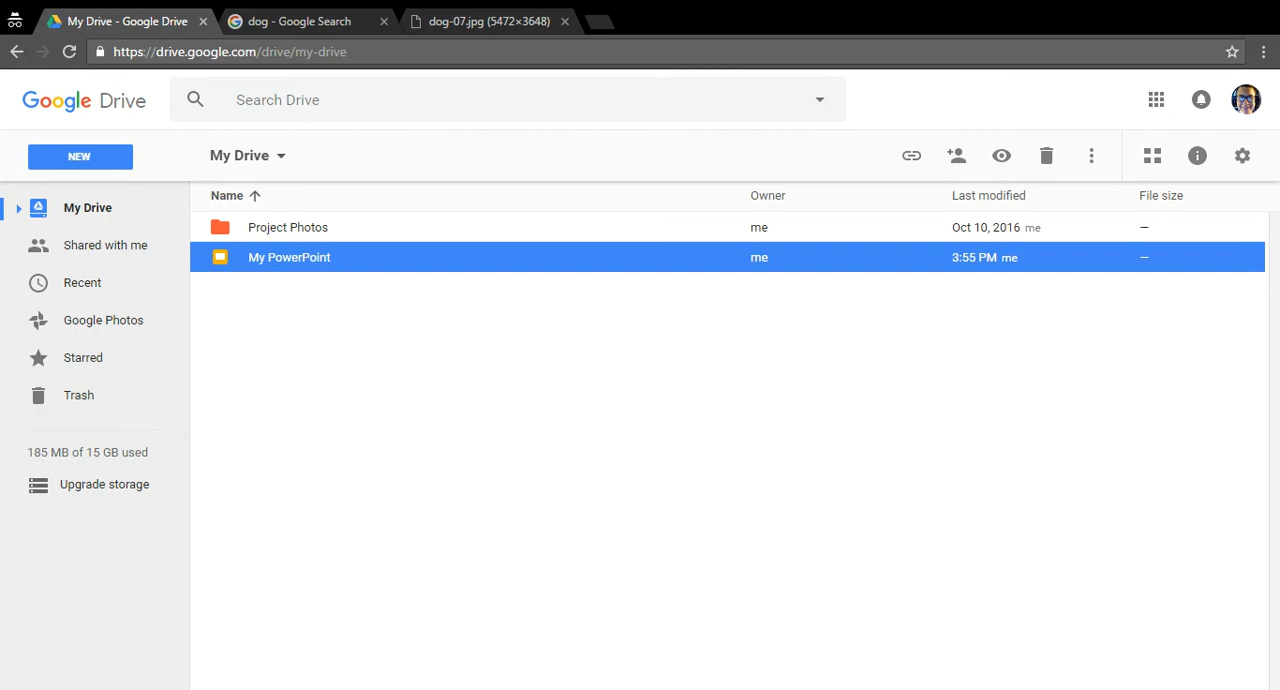 My Drive - Google Drive
dog - Google Search
dog-07.jpg (5472×3648)
https://drive.google.com/drive/my-drive
Google Drive
Search Drive
NEW
My Drive
My Drive
Shared with me
Recent
Google Photos
Starred
Trash
185 MB of 15 GB used
Upgrade storage
Name Owner Last modified File size
Project Photos me Oct 10, 2016 me –
My PowerPoint me 3:55 PM me –